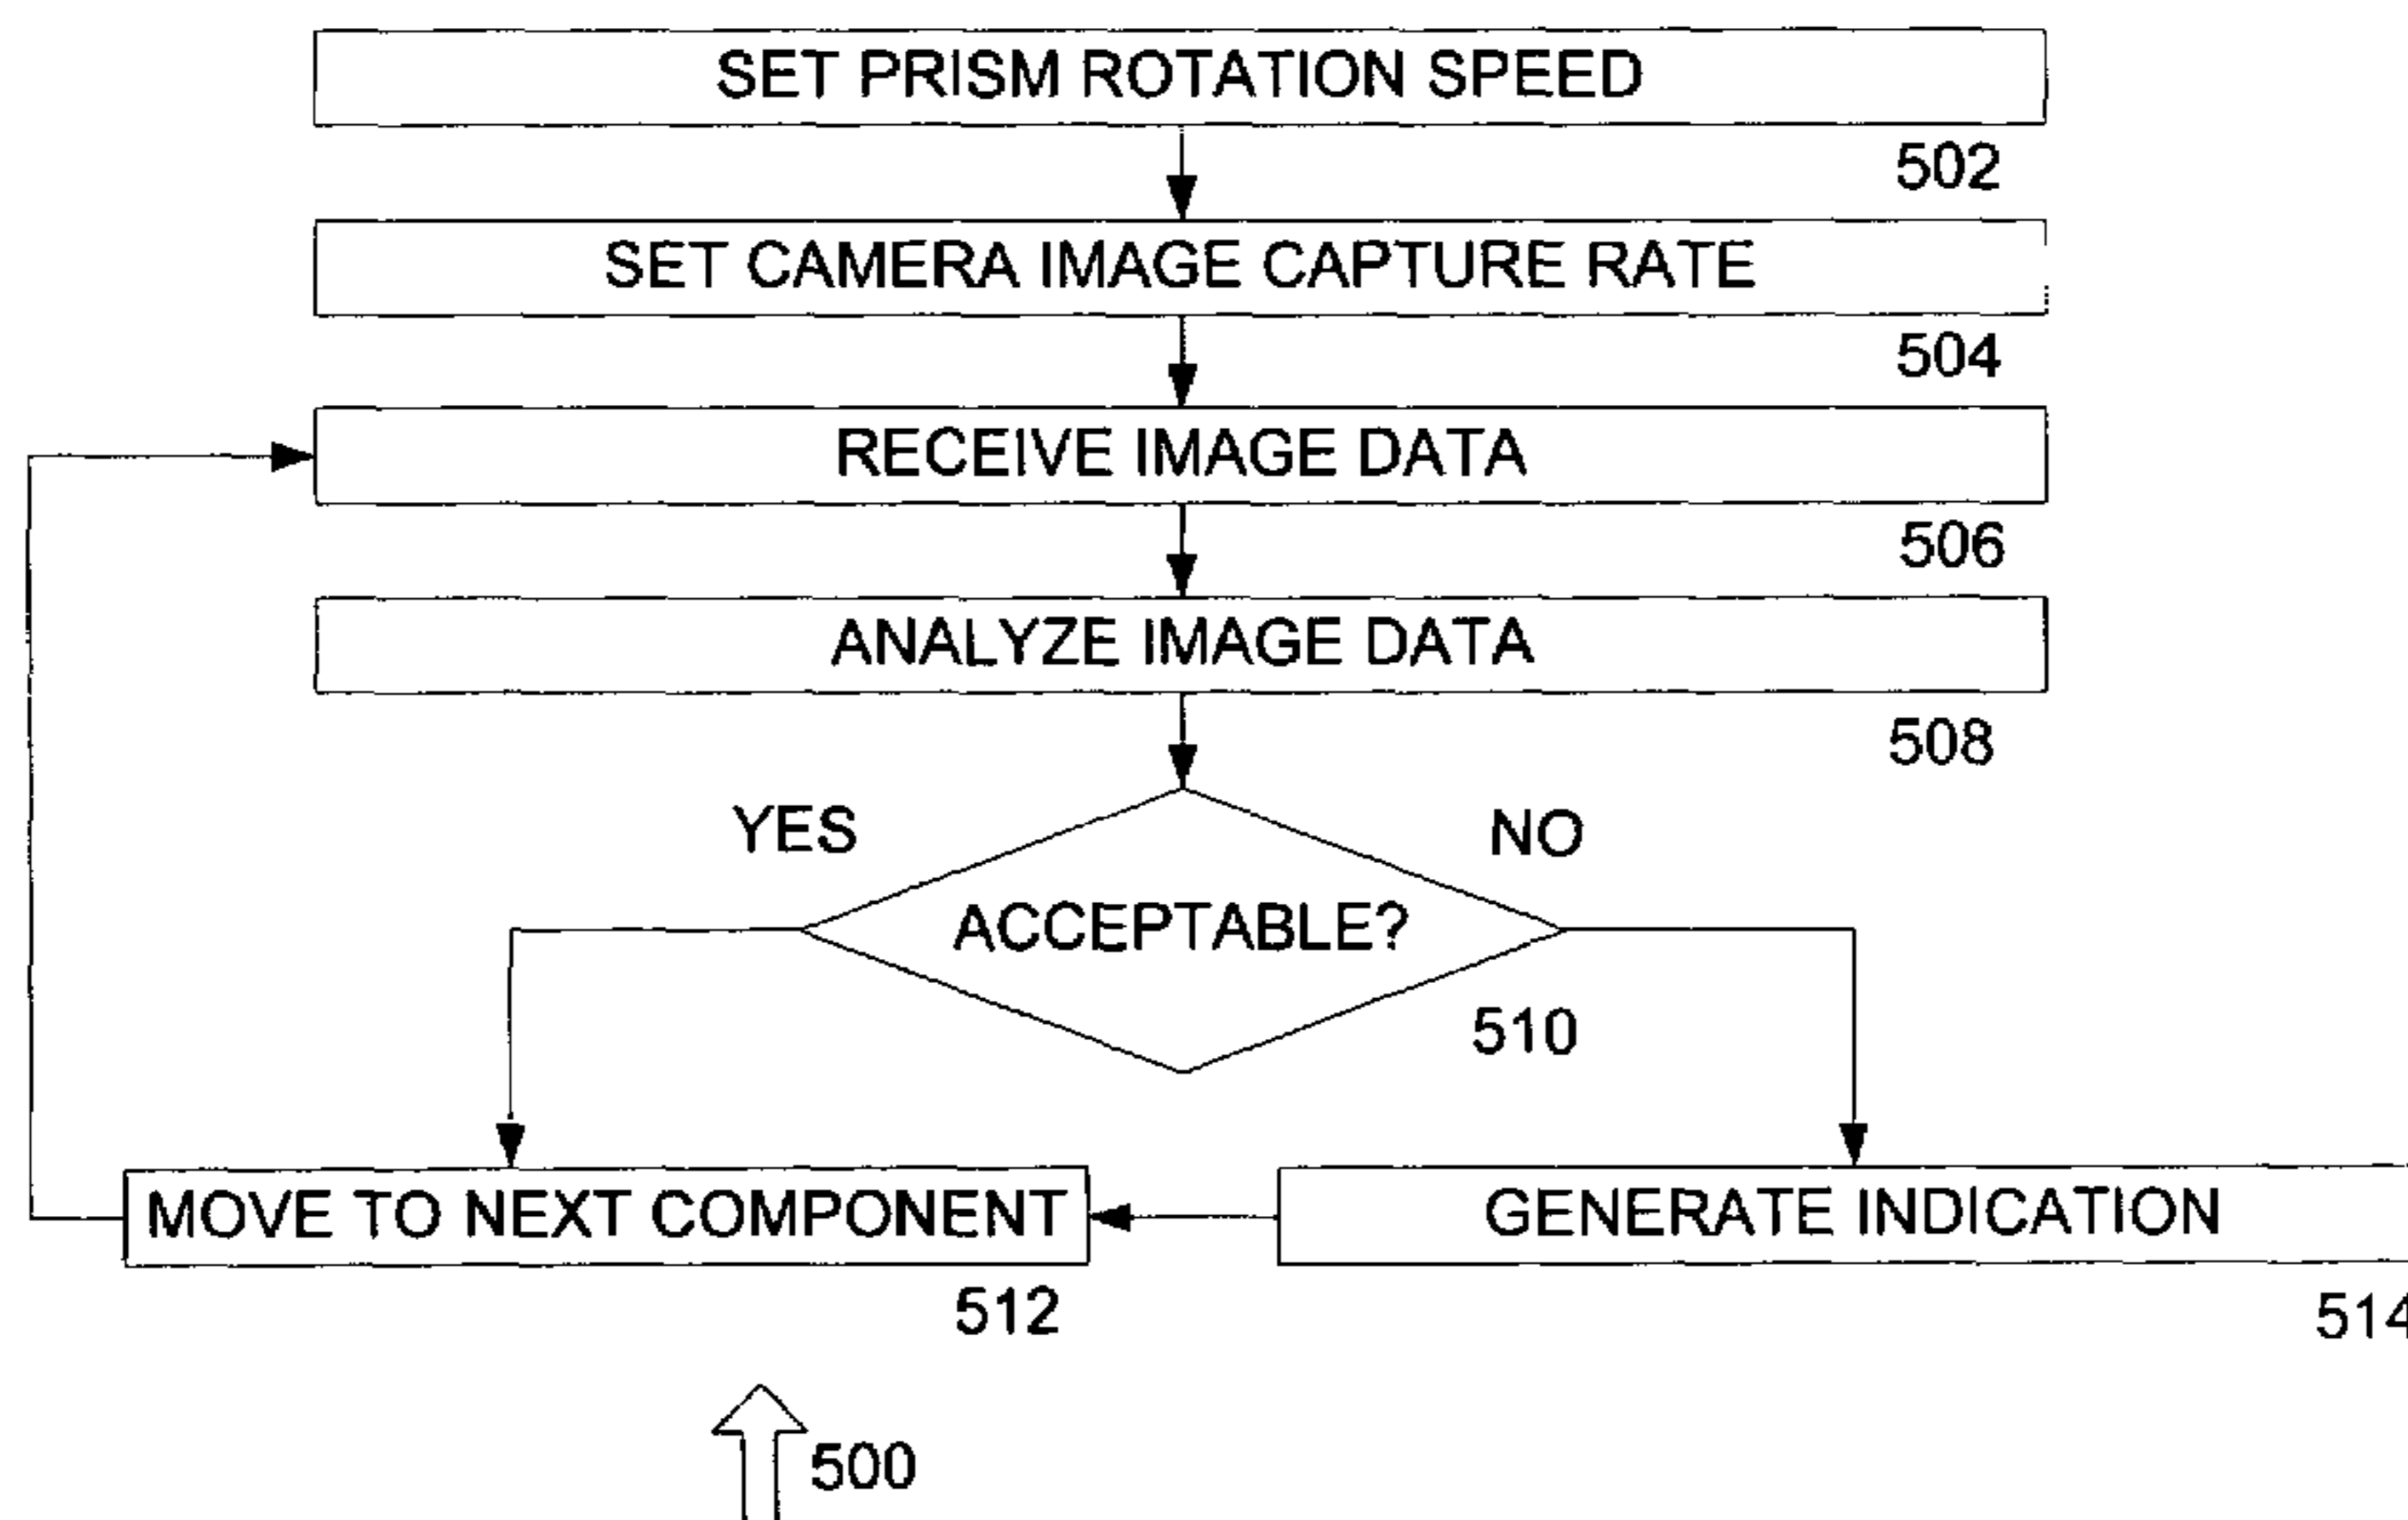 SET PRISM ROTATION SPEED
502
SET CAMERA IMAGE CAPTURE RATE
504
RECEIVE IMAGE DATA
506
ANALYZE IMAGE DATA
508
YES
NO
ACCEPTABLE?
510
MOVE TO NEXT COMPONENT
GENERATE INDICATION
512
514
500